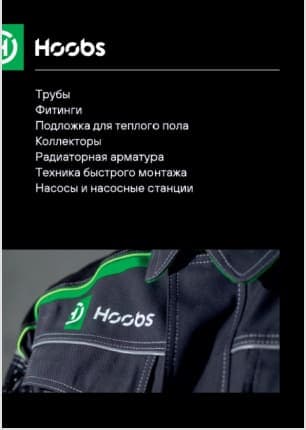 Hoobs
Трубы
Фитинги
Подложка для теплого пола
Коллекторы
Радиаторная арматура
Техника быстрого монтажа
Насосы и насосные станции
Hoobs